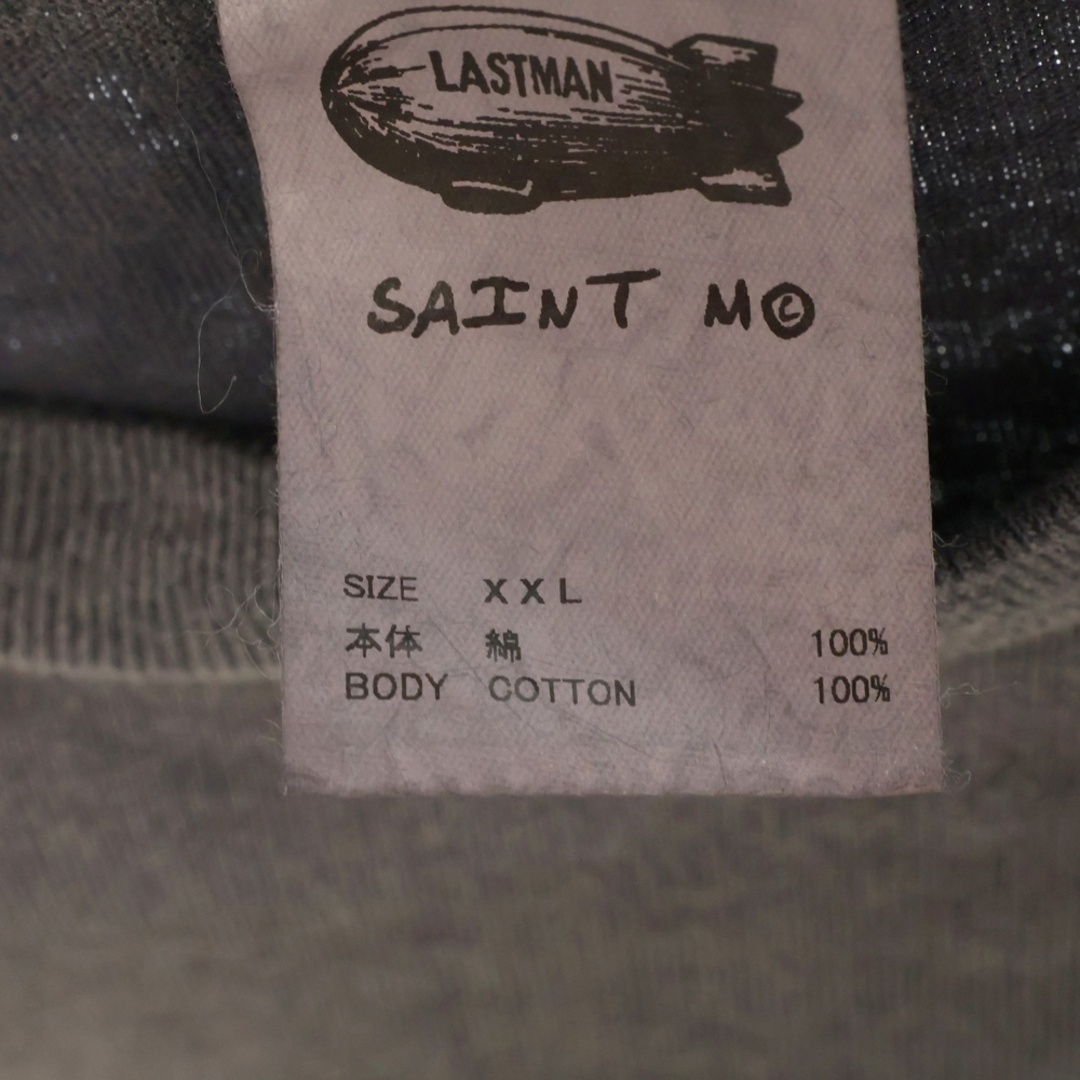 LASTMAN
SAINT M©
SIZE XXL
本体 綿 100%
BODY COTTON 100%